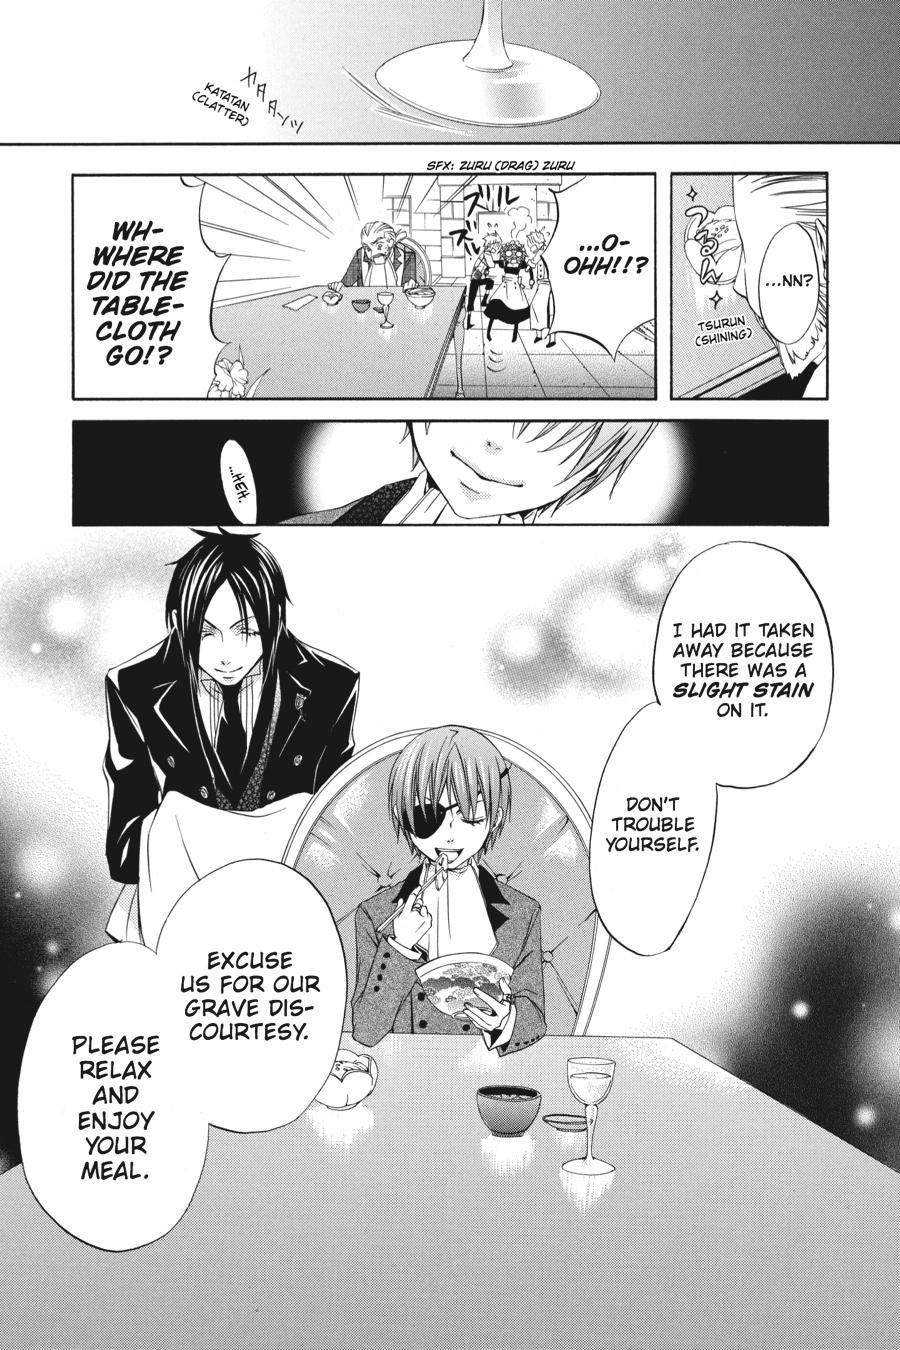 カタターンッ
KATATAN
(CLATTER)
SFX: ZURU (DRAG) ZURU
...NN?
つるん
TSURUN
(SHINING)
...O-
OHH!!?
ズル
ズル
WH-
WHERE
DID THE
TABLE-
CLOTH
GO!?
...HEH.
I HAD IT TAKEN
AWAY BECAUSE
THERE WAS A
SLIGHT STAIN
ON IT.
DON'T
TROUBLE
YOURSELF.
EXCUSE
US FOR OUR
GRAVE DIS-
COURTESY.
PLEASE
RELAX
AND
ENJOY
YOUR
MEAL.